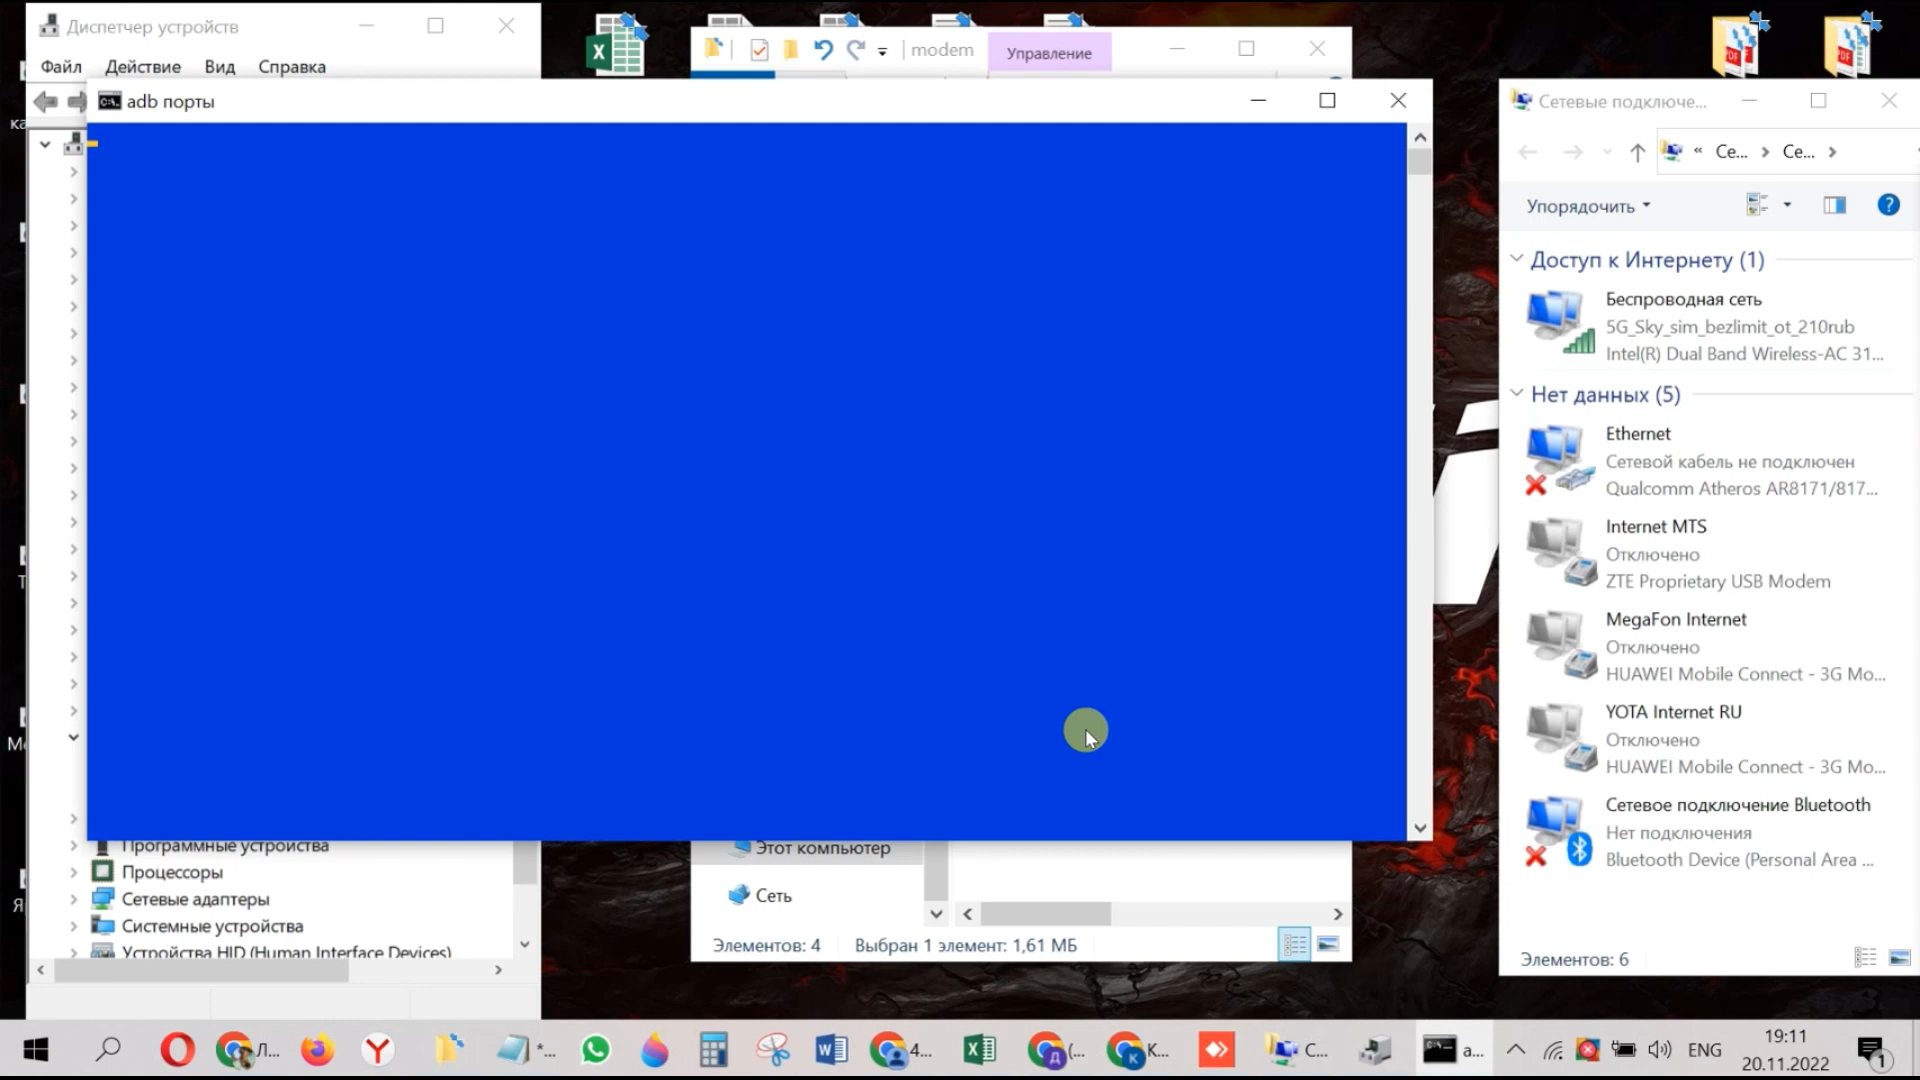 Диспетчер устройств
Файл Действие Вид Справка
modem
Управление
adb порты
Программные устройства
Процессоры
Сетевые адаптеры
Системные устройства
Устройства HID (Human Interface Devices)
Этот компьютер
Сеть
Элементов: 4 Выбран 1 элемент: 1,61 МБ
Сетевые подключе...
« Се... Се...
Упорядочить
Доступ к Интернету (1)
Беспроводная сеть
5G_Sky_sim_bezlimit_ot_210rub
Intel(R) Dual Band Wireless-AC 31...
Нет данных (5)
Ethernet
Сетевой кабель не подключен
Qualcomm Atheros AR8171/817...
Internet MTS
Отключено
ZTE Proprietary USB Modem
MegaFon Internet
Отключено
HUAWEI Mobile Connect - 3G Mo...
YOTA Internet RU
Отключено
HUAWEI Mobile Connect - 3G Mo...
Сетевое подключение Bluetooth
Нет подключения
Bluetooth Device (Personal Area ...
Элементов: 6
Л... *... 4... (... К... С... a... ENG
19:11
20.11.2022
1